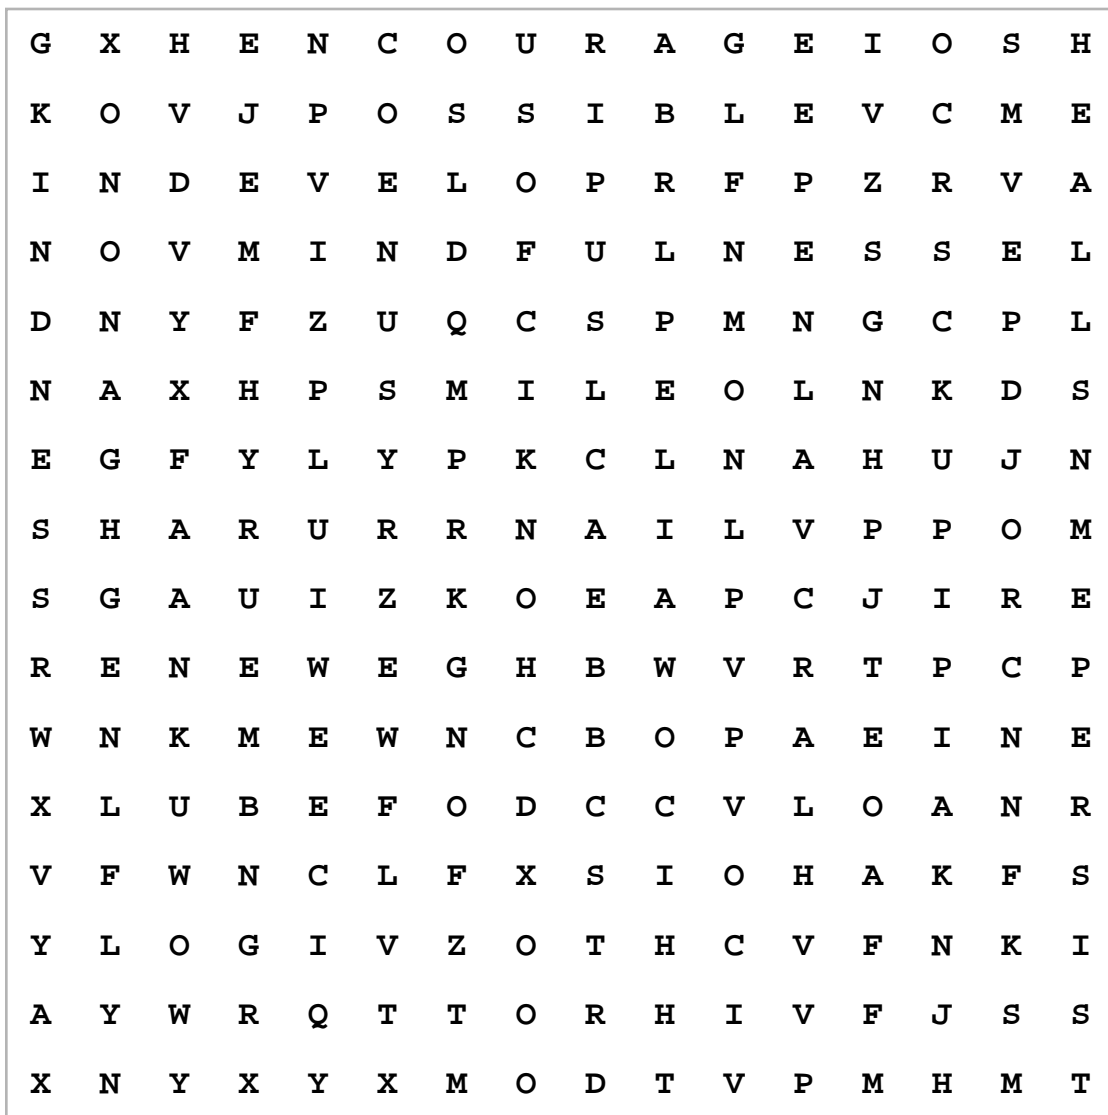 G X H E N C O U R A G E I O S H
K O V J P O S S I B L E V C M E
I N D E V E L O P R F P Z R V A
N O V M I N D F U L N E S S E L
D N Y F Z U Q C S P M N G C P L
N A X H P S M I L E O L N K D S
E G F Y L Y P K C L N A H U J N
S H A R U R R N A I L V P P O M
S G A U I Z K O E A P C J I R E
R E N E W E G H B W V R T P C P
W N K M E W N C B O P A E I N E
X L U B E F O D C C V L O A N R
V F W N C L F X S I O H A K F S
Y L O G I V Z O T H C V F N K I
A Y W R Q T T O R H I V F J S S
X N Y X Y X M O D T V P M H M T